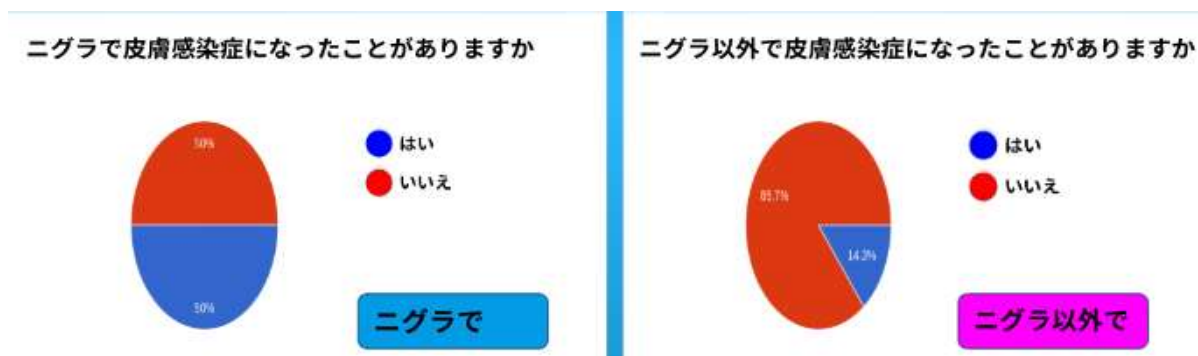 ニグラで皮膚感染症になったことがありますか
50%
50%
はい
いいえ
ニグラで
ニグラ以外で皮膚感染症になったことがありますか
85.7%
14.3%
はい
いいえ
ニグラ以外で